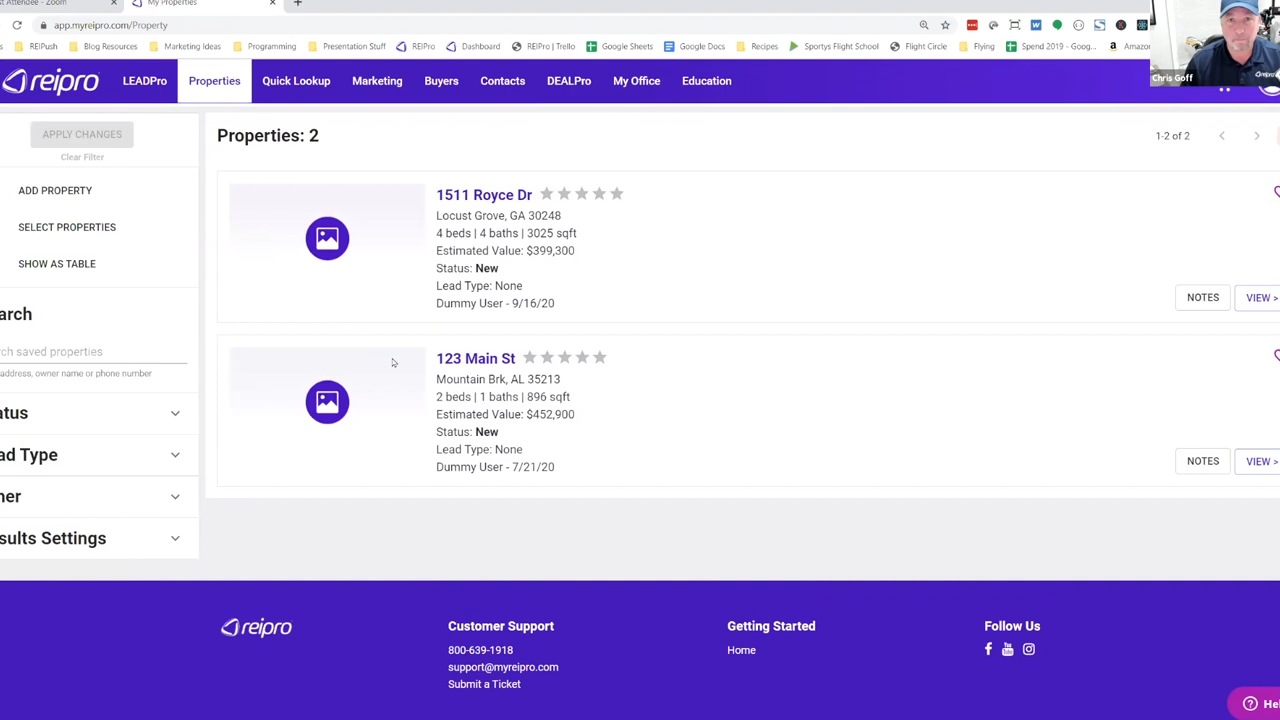 st Attendee - Zoom
My Properties
app.myreipro.com/Property
REIPush
Blog Resources
Marketing Ideas
Programming
Presentation Stuff
REIPro
Dashboard
REIPro | Trello
Google Sheets
Google Docs
Recipes
Sportys Flight School
Flight Circle
Flying
Spend 2019 - Goog...
Amazon
reipro
LEADPro
Properties
Quick Lookup
Marketing
Buyers
Contacts
DEALPro
My Office
Education
Chris Goff
APPLY CHANGES
Clear Filter
ADD PROPERTY
SELECT PROPERTIES
SHOW AS TABLE
arch
rch saved properties
address, owner name or phone number
atus
ad Type
ner
sults Settings
Properties: 2
1-2 of 2
1511 Royce Dr
Locust Grove, GA 30248
4 beds | 4 baths | 3025 sqft
Estimated Value: $399,300
Status: New
Lead Type: None
Dummy User - 9/16/20
NOTES
VIEW >
123 Main St
Mountain Brk, AL 35213
2 beds | 1 baths | 896 sqft
Estimated Value: $452,900
Status: New
Lead Type: None
Dummy User - 7/21/20
NOTES
VIEW >
reipro
Customer Support
800-639-1918
support@myreipro.com
Submit a Ticket
Getting Started
Home
Follow Us
Hel